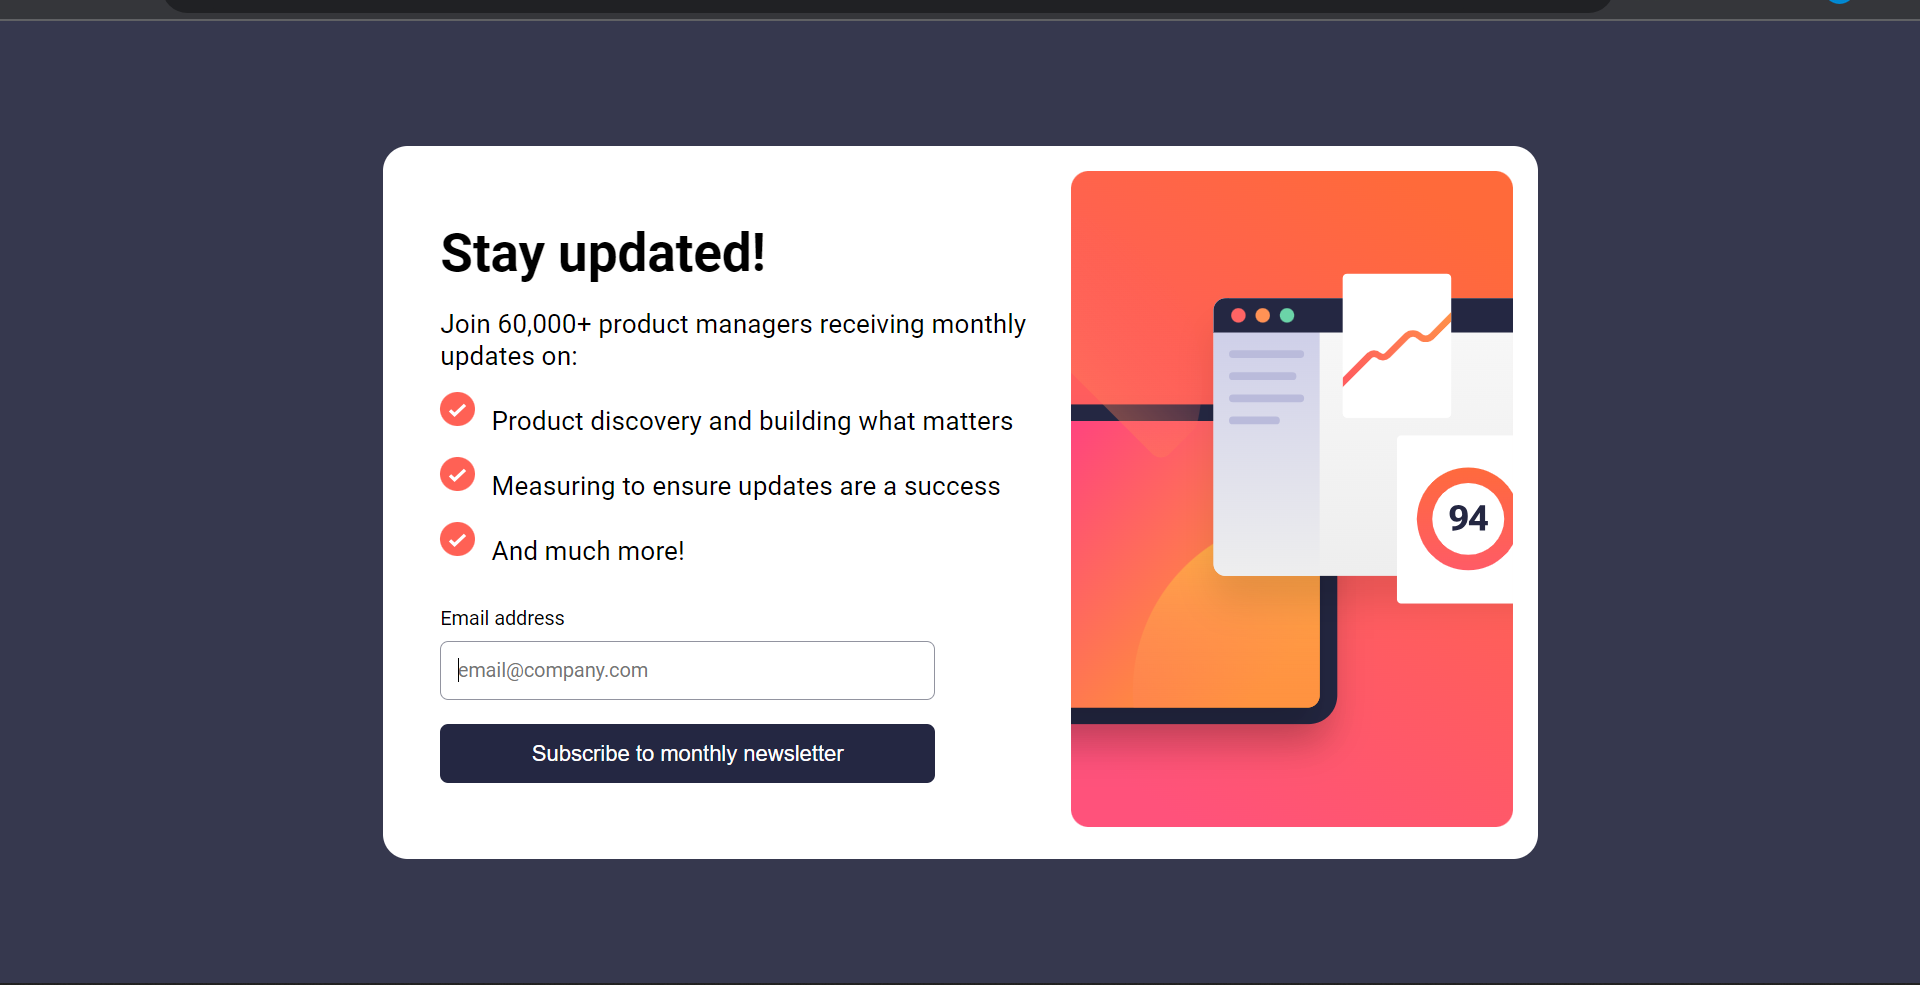 Stay updated!
Join 60,000+ product managers receiving monthly
updates on:
Product discovery and building what matters
Measuring to ensure updates are a success
And much more!
Email address
email@company.com
Subscribe to monthly newsletter
94